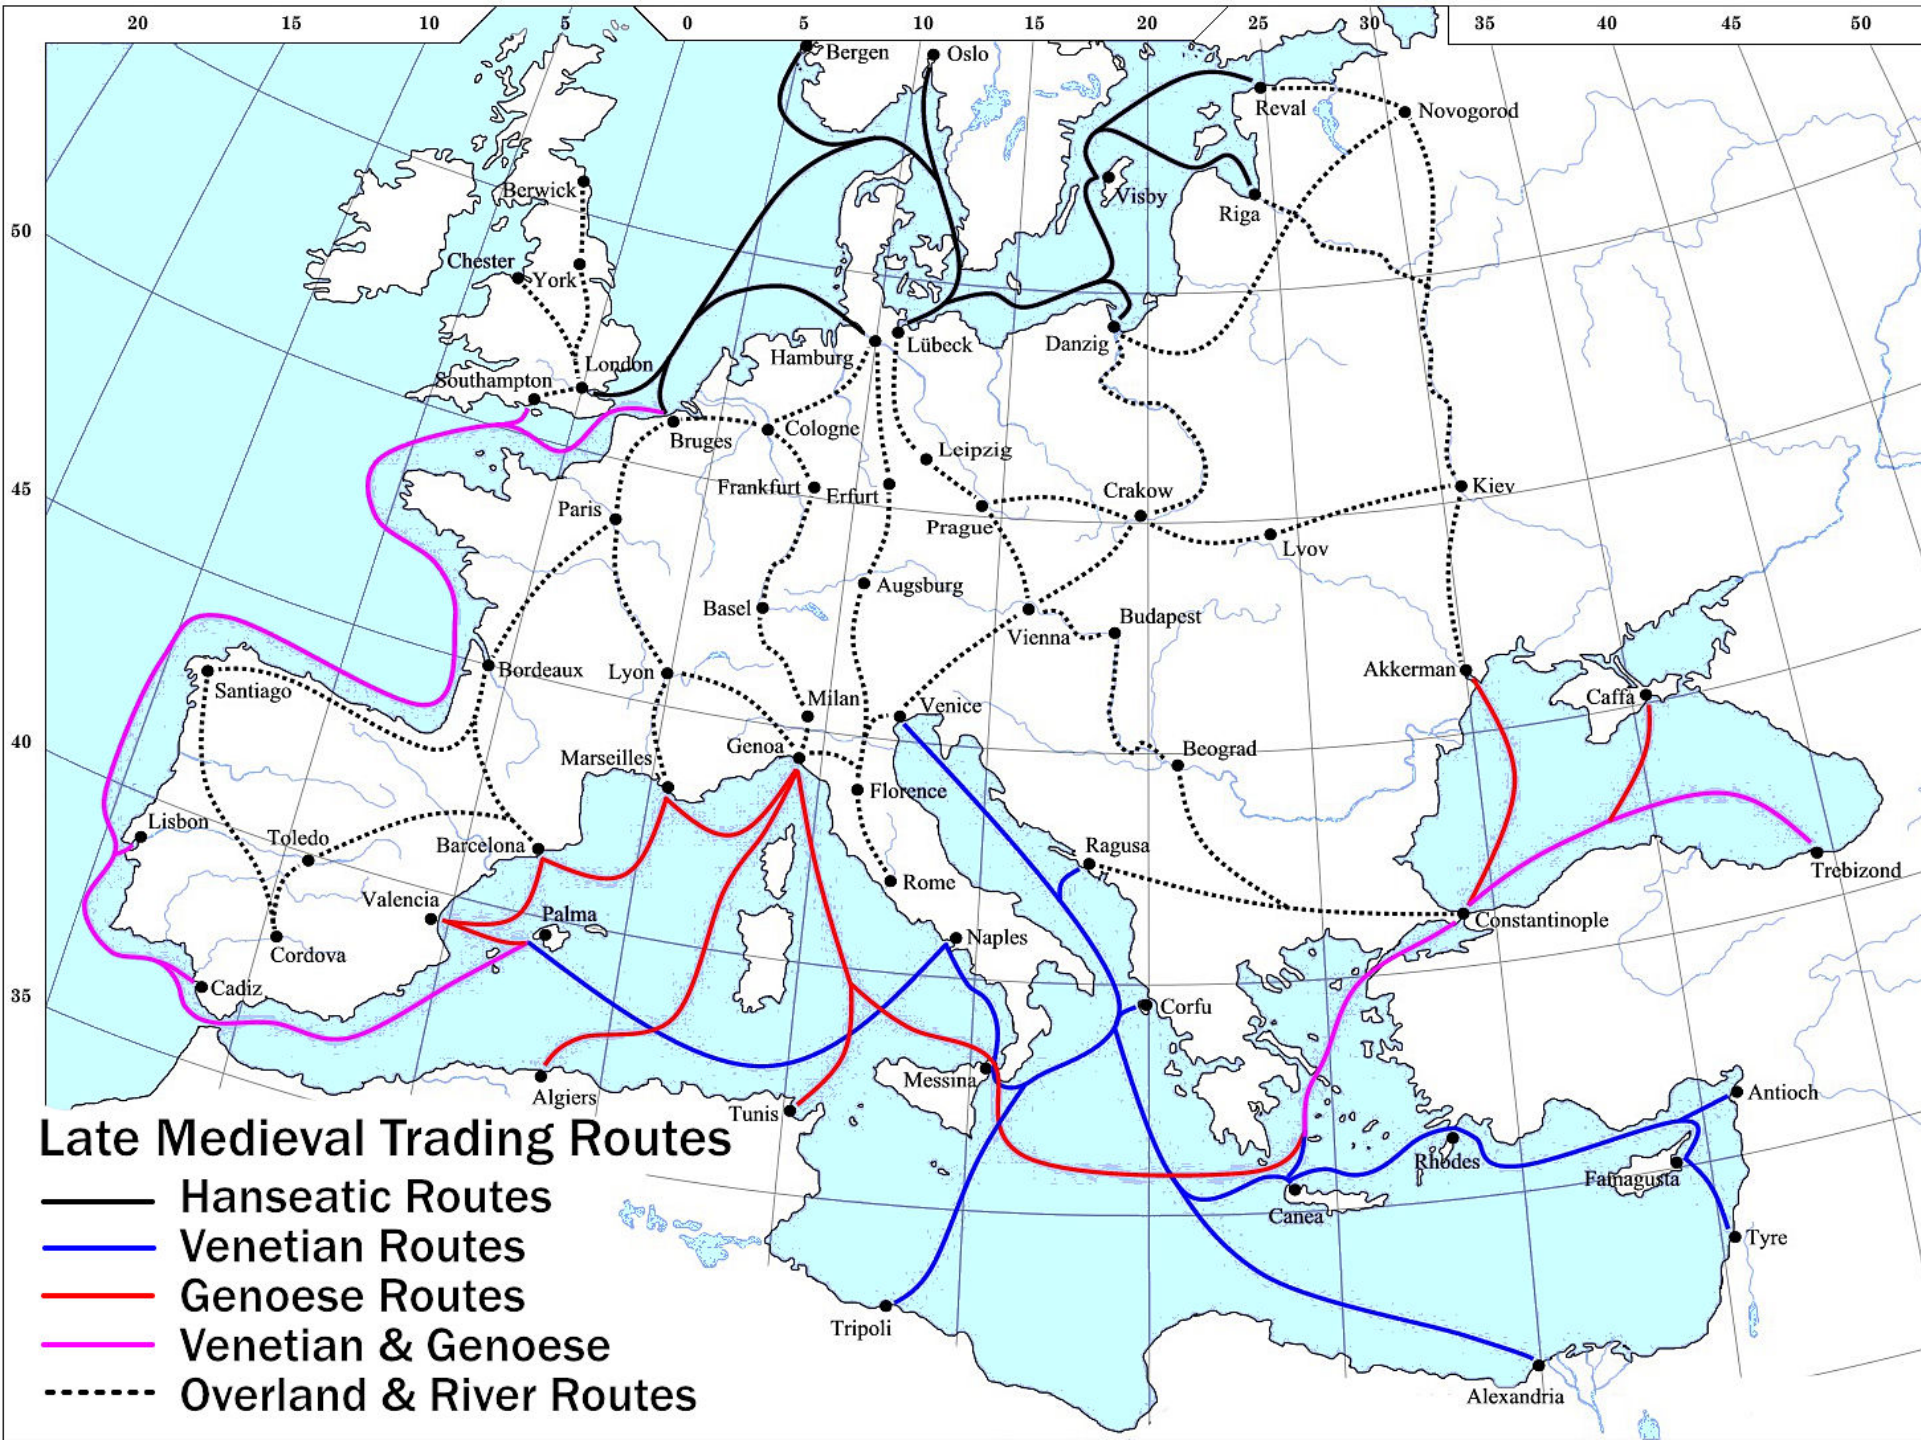 20 15 10 5 0 5 10 15 20 25 30 35 40 45 50
Bergen
Oslo
Reval
Novogorod
Berwick
Visby
Riga
50
Chester
York
London
Hamburg
Lübeck
Danzig
Southampton
Bruges
Cologne
Leipzig
45
Frankfurt
Erfurt
Crakow
Kiev
Paris
Prague
Lvov
Augsburg
Basel
Vienna
Budapest
Bordeaux
Lyon
Akkerman
Santiago
Caffa
Milan
Venice
40
Genoa
Beograd
Marseilles
Florence
Lisbon
Toledo
Barcelona
Ragusa
Trebizond
Rome
Valencia
Palma
Constantinople
Naples
Cordova
Cadiz
35
Corfu
Messina
Algiers
Tunis
Antioch
Late Medieval Trading Routes
Rhodes
Famagusta
Hanseatic Routes
Canea
Venetian Routes
Tyre
Genoese Routes
Tripoli
Venetian & Genoese
Alexandria
Overland & River Routes